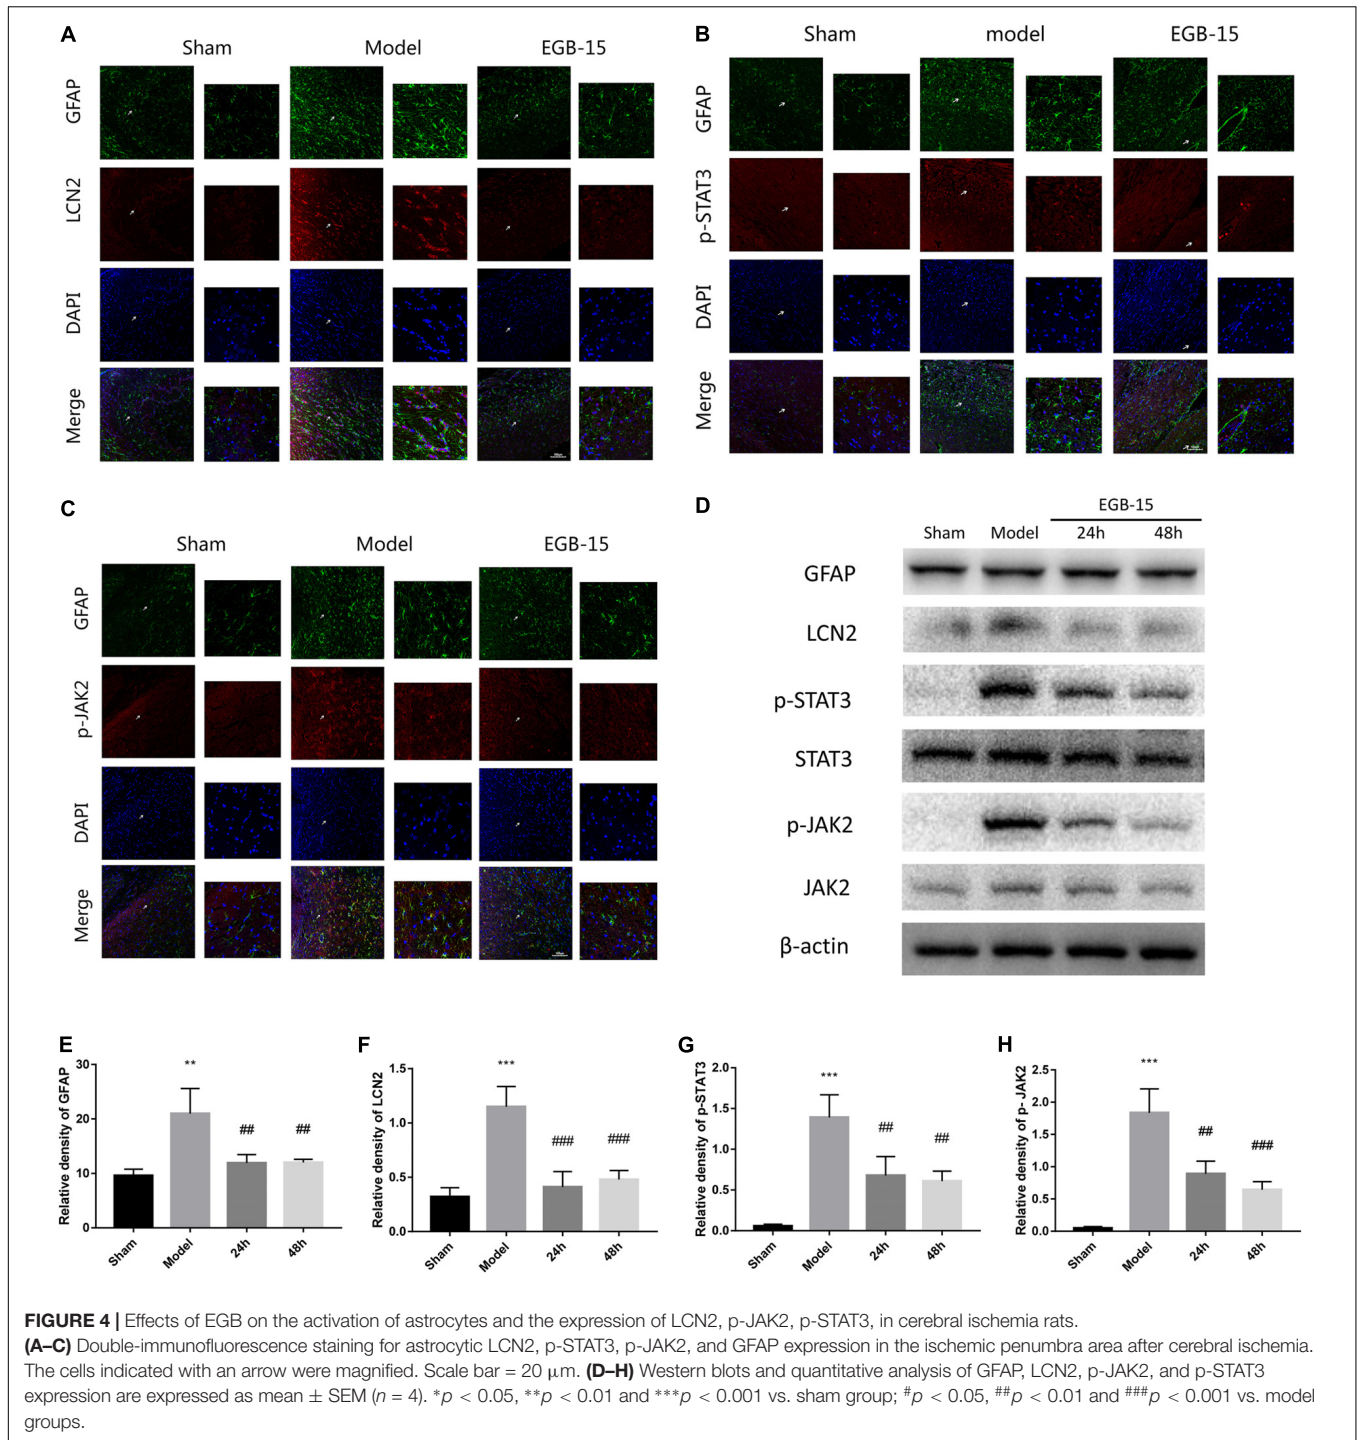 A
Sham Model EGB-15
GFAP
LCN2
DAPI
Merge
B
Sham model EGB-15
GFAP
p-STAT3
DAPI
Merge
C
Sham Model EGB-15
GFAP
p-JAK2
DAPI
Merge
D
EGB-15
Sham Model 24h 48h
GFAP
LCN2
p-STAT3
STAT3
p-JAK2
JAK2
β-actin
E
Relative density of GFAP
30
20
10
0
** ## ##
Sham Model 24h 48h
F
Relative density of LCN2
1.5
1.0
0.5
0.0
*** ### ###
Sham Model 24h 48h
G
Relative density of p-STAT3
2.0
1.5
1.0
0.5
0.0
*** ## ##
Sham Model 24h 48h
H
Relative density of p- JAK2
2.5
2.0
1.5
1.0
0.5
0.0
*** ## ###
Sham Model 24h 48h
FIGURE 4 | Effects of EGB on the activation of astrocytes and the expression of LCN2, p-JAK2, p-STAT3, in cerebral ischemia rats.
(A–C) Double-immunofluorescence staining for astrocytic LCN2, p-STAT3, p-JAK2, and GFAP expression in the ischemic penumbra area after cerebral ischemia.
The cells indicated with an arrow were magnified. Scale bar = 20 μm. (D–H) Western blots and quantitative analysis of GFAP, LCN2, p-JAK2, and p-STAT3
expression are expressed as mean ± SEM (n = 4). *p < 0.05, **p < 0.01 and ***p < 0.001 vs. sham group; #p < 0.05, ##p < 0.01 and ###p < 0.001 vs. model
groups.